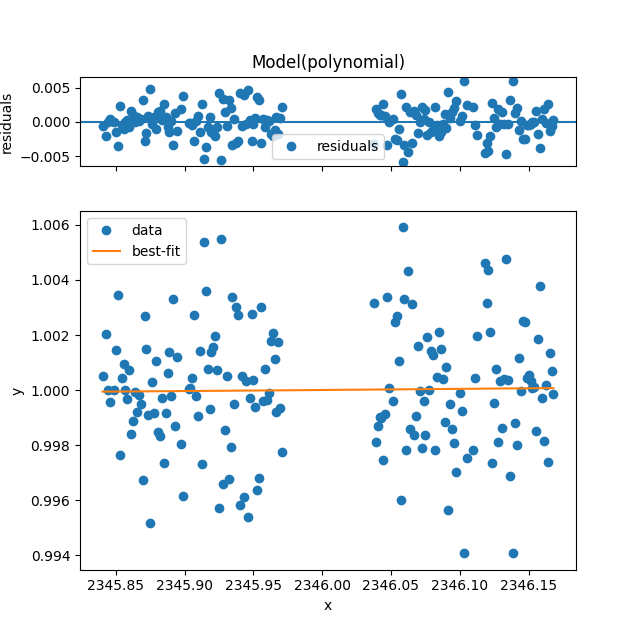 Model(polynomial)
residuals
0.005
0.000
−0.005
residuals
y
1.006
1.004
1.002
1.000
0.998
0.996
0.994
data
best-fit
2345.85 2345.90 2345.95 2346.00 2346.05 2346.10 2346.15
x